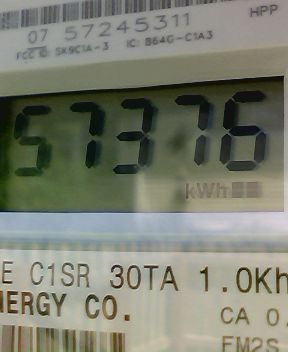 HPP
07 57245311
FCC ID: SK9C1A-3 IC: 864G-C1A3
57376
kWh
E C1SR 30TA 1.0Kh
NERGY CO. CA 0.
FM2S